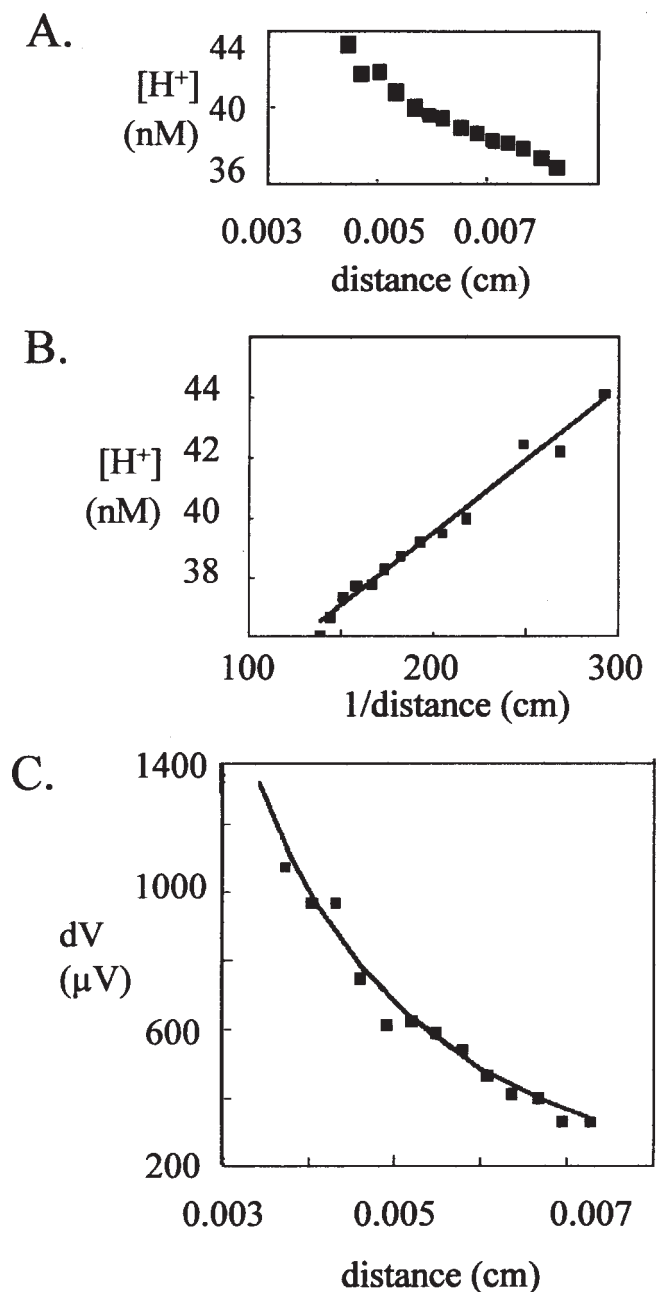 A.
44
[H⁺]
40
(nM)
36
0.003 0.005 0.007
distance (cm)
B.
44
[H⁺]
42
(nM)
40
38
100 200 300
1/distance (cm)
C.
1400
1000
dV
(μV)
600
200
0.003 0.005 0.007
distance (cm)